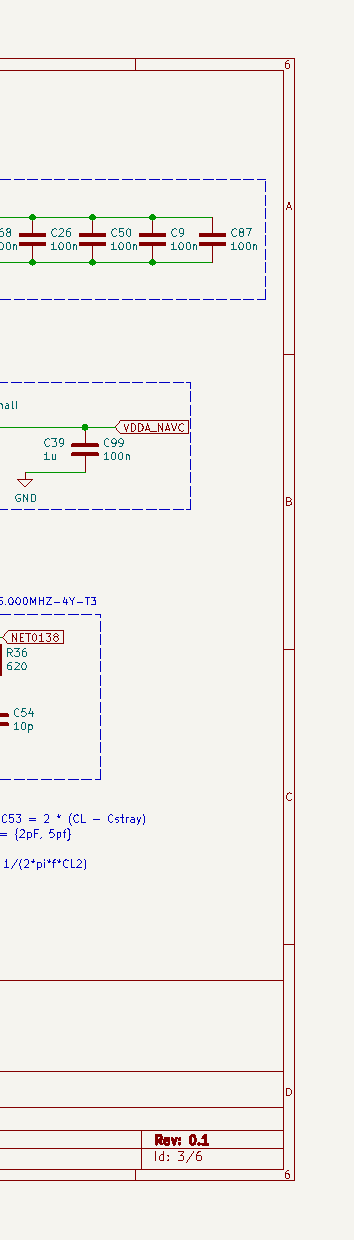 6
A
C26 C50 C9 C87
100n 100n 100n 100n
VDDA_NAVC
C39 C99
1u 100n
GND
B
NET0138
R36
620
C54
10p
C
C53 = 2 * (CL - Cstray)
= {2pF, 5pf}
1/(2*pi*f*CL2)
D
Rev: 0.1
Id: 3/6
6